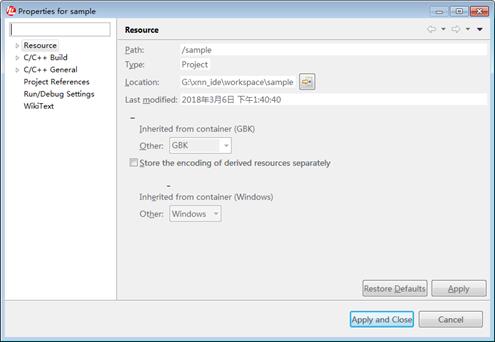 Properties for sample
Resource
C/C++ Build
C/C++ General
Project References
Run/Debug Settings
WikiText
Resource
Path: /sample
Type: Project
Location: G:\xnn_ide\workspace\sample
Last modified: 2018年3月6日 下午1:40:40
Inherited from container (GBK)
Other: GBK
Store the encoding of derived resources separately
Inherited from container (Windows)
Other: Windows
Restore Defaults
Apply
Apply and Close
Cancel